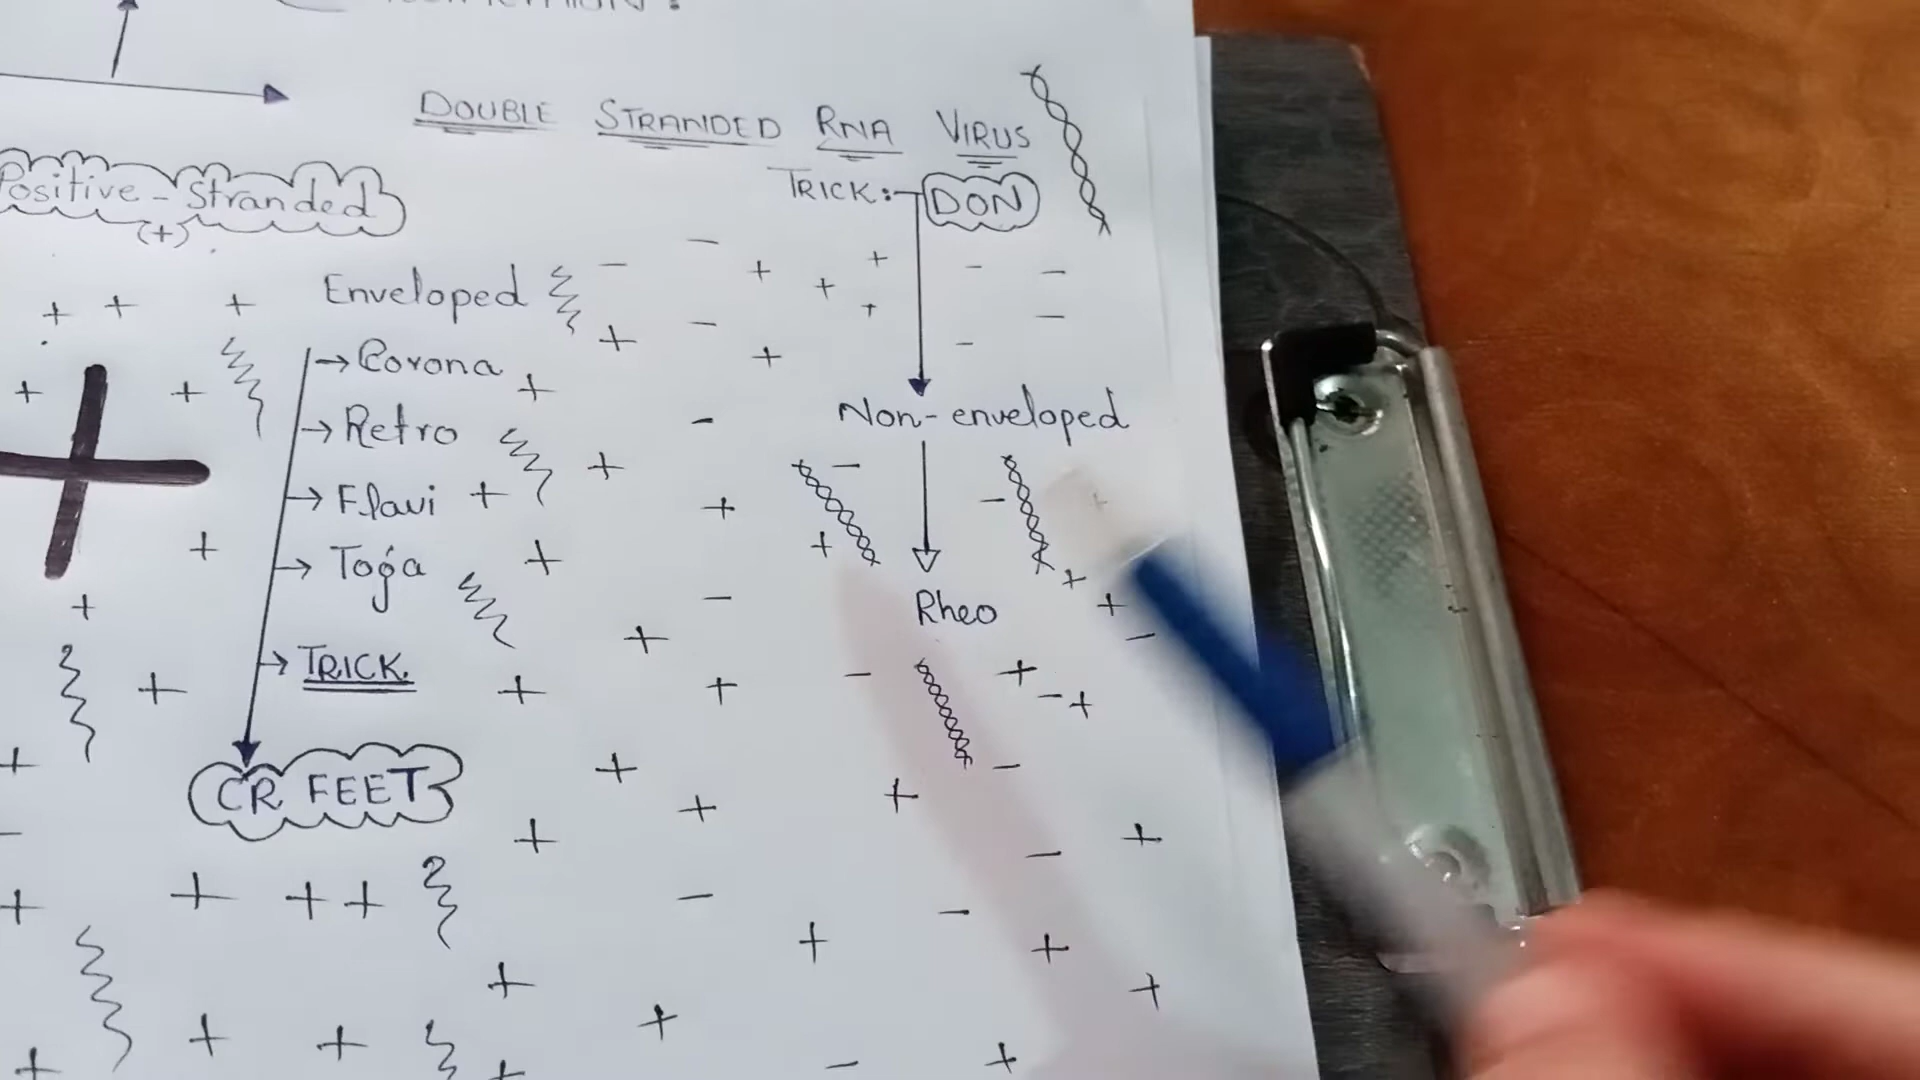 DOUBLE STRANDED RNA VIRUS
TRICK:- DON
Non-enveloped
Rheo
Positive-Stranded
(+)
Enveloped
→ Corona
→ Retro
→ Flavi
→ Toga
→ TRICK.
CR FEET